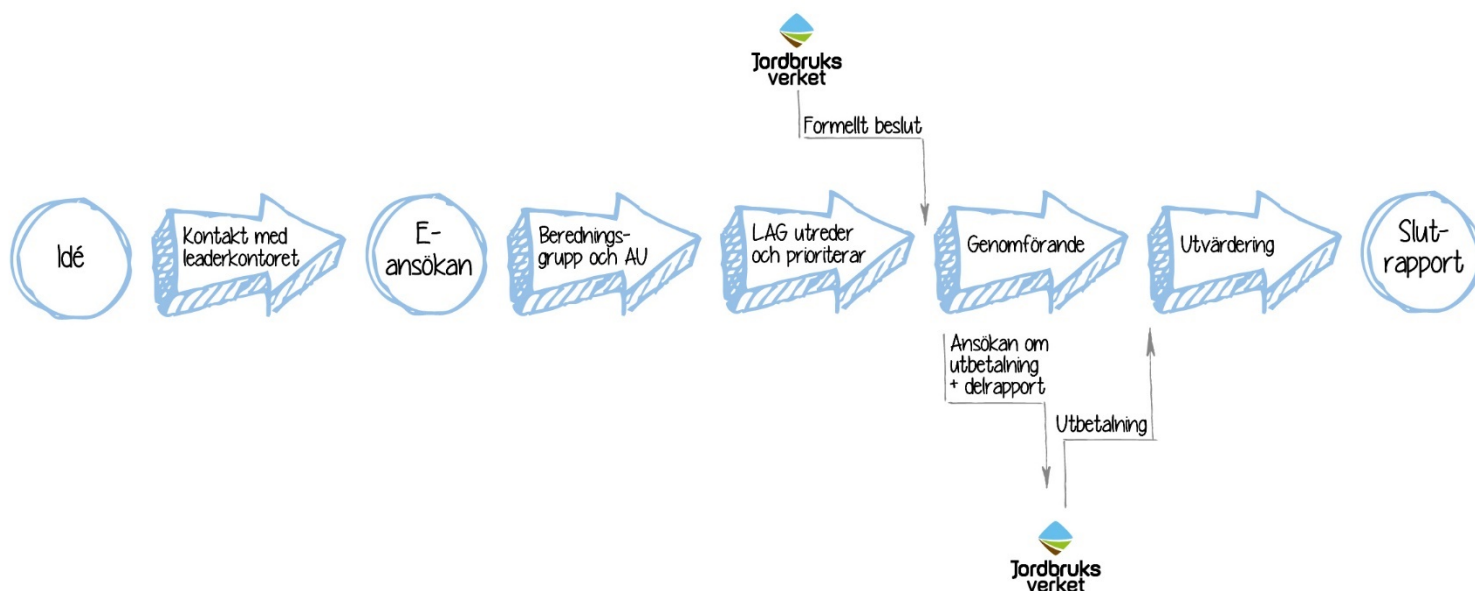 Jordbruks
verket
Formellt beslut
Idé
Kontakt med
leaderkontoret
E-
ansökan
Berednings-
grupp och AU
LAG utreder
och prioriterar
Genomförande
Utvärdering
Slut-
rapport
Ansökan om
utbetalning
+ delrapport
Utbetalning
Jordbruks
verket